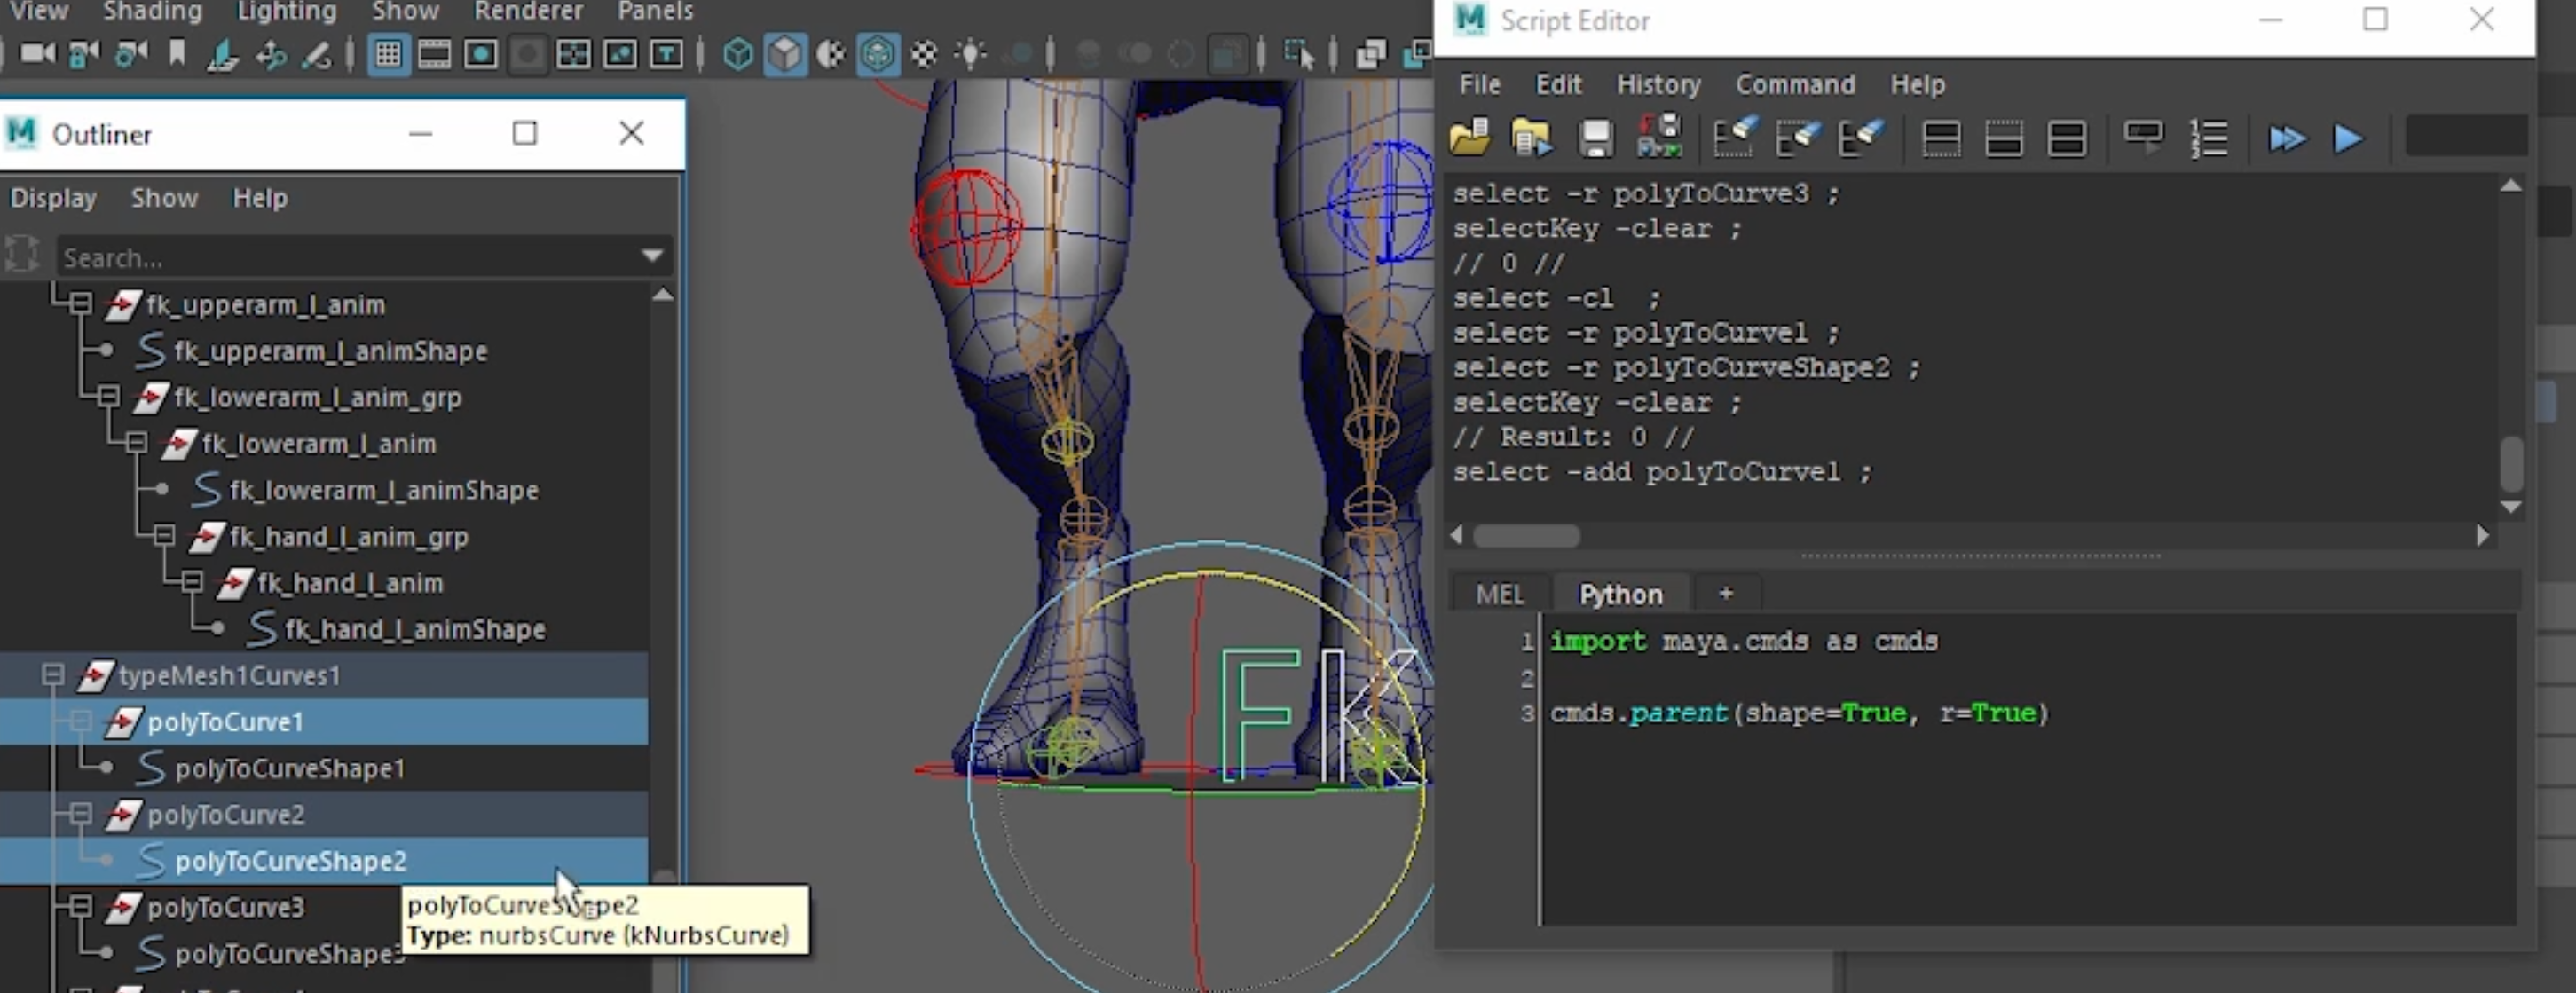 View Shading Lighting Show Renderer Panels
Outliner
Display Show Help
Search...
fk_upperarm_l_anim
fk_upperarm_l_animShape
fk_lowerarm_l_anim_grp
fk_lowerarm_l_anim
fk_lowerarm_l_animShape
fk_hand_l_anim_grp
fk_hand_l_anim
fk_hand_l_animShape
typeMesh1Curves1
polyToCurve1
polyToCurveShape1
polyToCurve2
polyToCurveShape2
polyToCurve3
polyToCurveShape3
polyToCurveShape2
Type: nurbsCurve (kNurbsCurve)
FK
Script Editor
File Edit History Command Help
select -r polyToCurve3 ;
selectKey -clear ;
// 0 //
select -cl  ;
select -r polyToCurve1 ;
select -r polyToCurveShape2 ;
selectKey -clear ;
// Result: 0 //
select -add polyToCurve1 ;
MEL Python +
1 import maya.cmds as cmds
2
3 cmds.parent(shape=True, r=True)